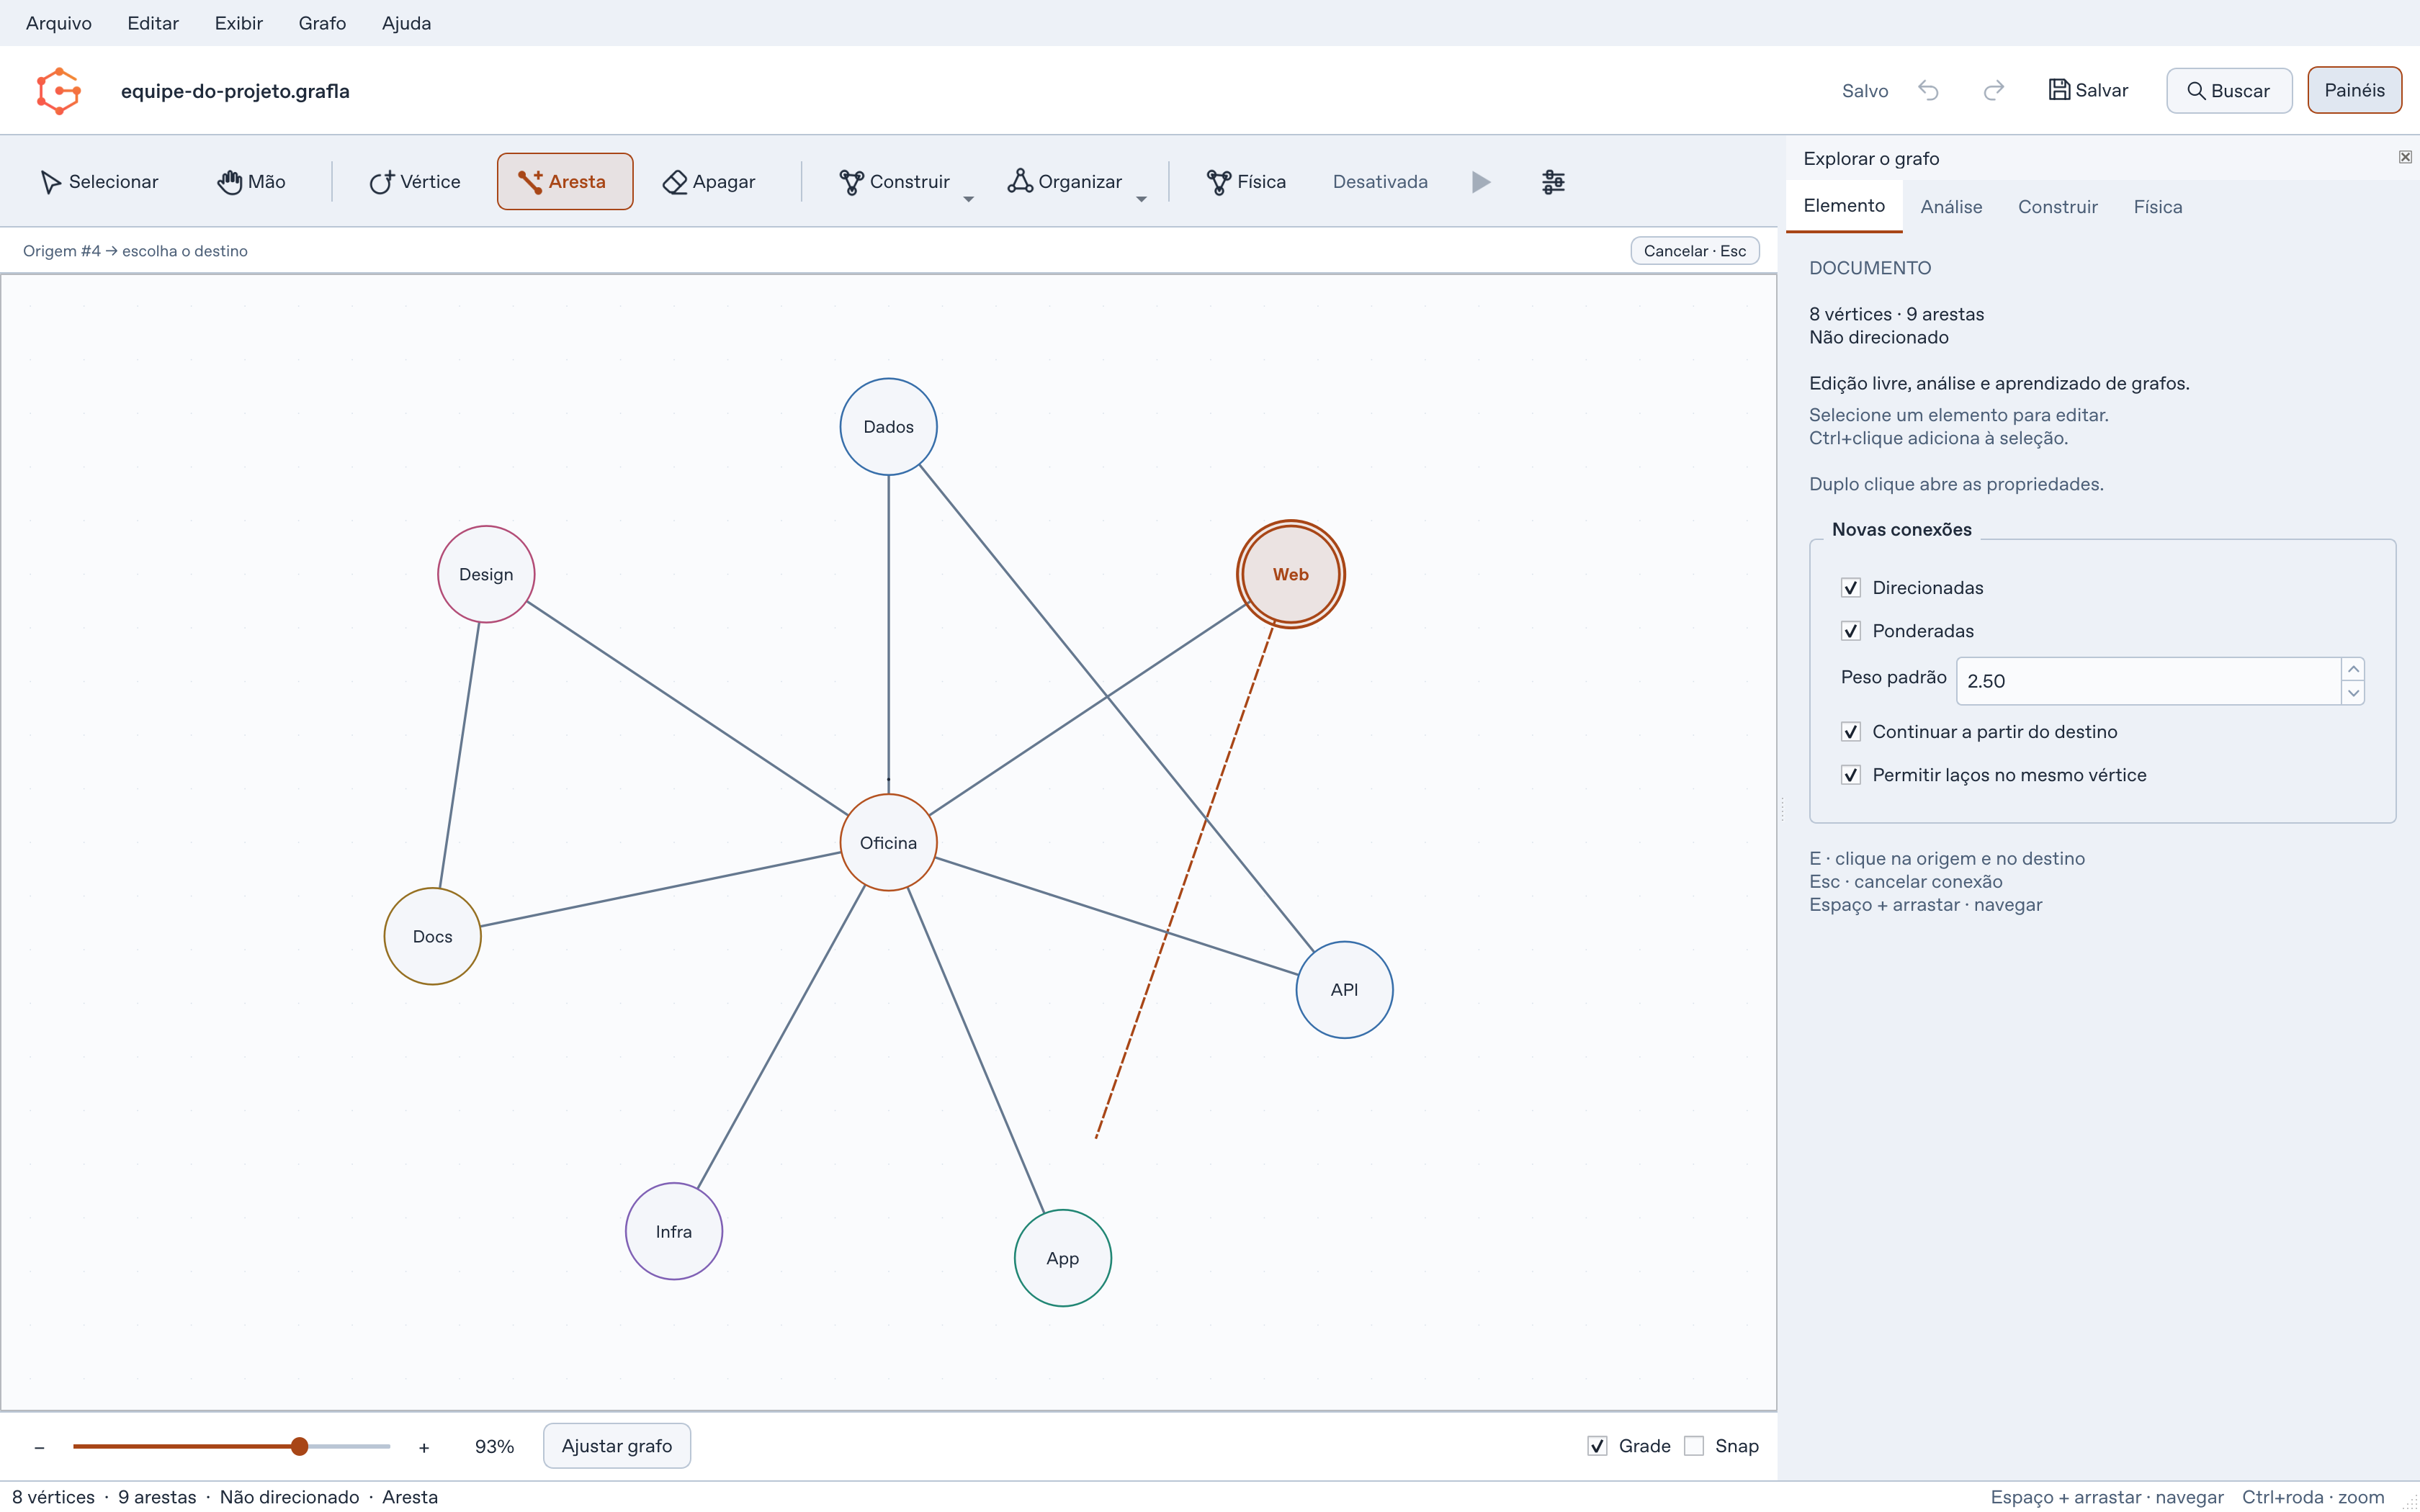 Arquivo Editar Exibir Grafo Ajuda
equipe-do-projeto.grafla
Salvo Salvar Buscar Painéis
Selecionar Mão Vértice Aresta Apagar Construir Organizar Física Desativada
Origem #4 → escolha o destino
Cancelar · Esc
Dados
Design
Web
Oficina
Docs
API
Infra
App
Explorar o grafo
Elemento Análise Construir Física
DOCUMENTO
8 vértices · 9 arestas
Não direcionado
Edição livre, análise e aprendizado de grafos.
Selecione um elemento para editar.
Ctrl+clique adiciona à seleção.
Duplo clique abre as propriedades.
Novas conexões
Direcionadas
Ponderadas
Peso padrão 2.50
Continuar a partir do destino
Permitir laços no mesmo vértice
E · clique na origem e no destino
Esc · cancelar conexão
Espaço + arrastar · navegar
− + 93% Ajustar grafo
Grade Snap
8 vértices · 9 arestas · Não direcionado · Aresta
Espaço + arrastar · navegar Ctrl+roda · zoom